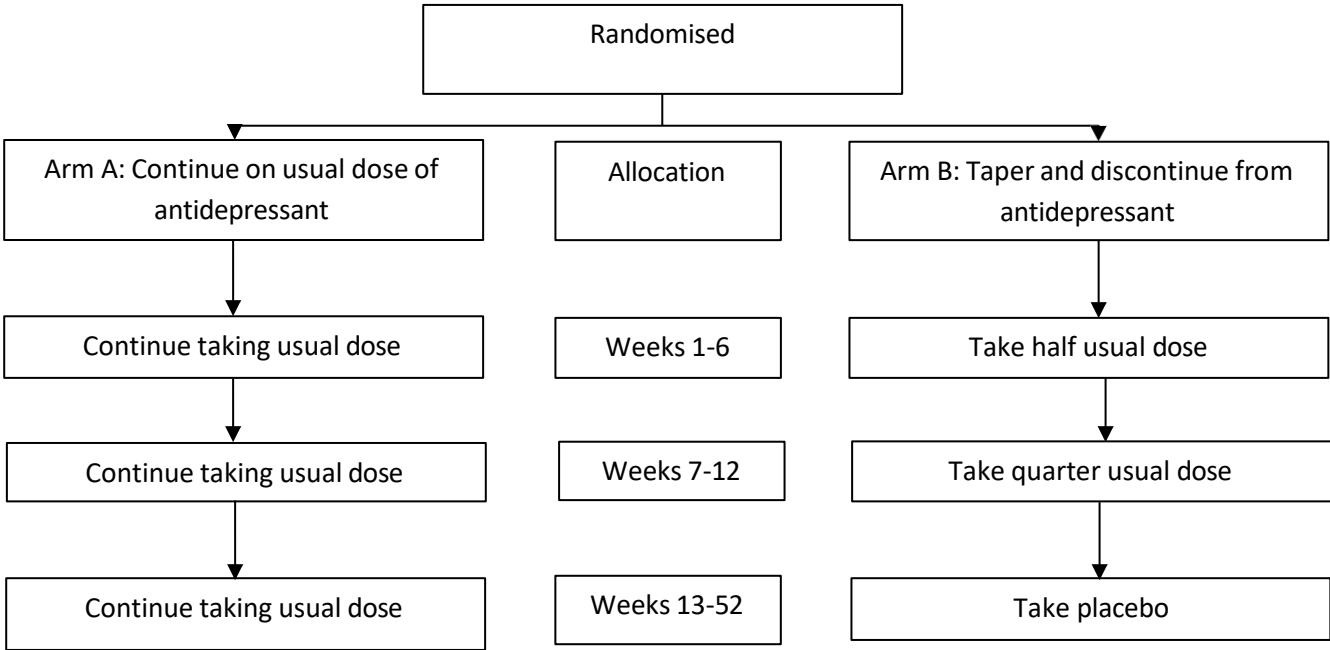 Randomised
Arm A: Continue on usual dose of
antidepressant
Allocation
Arm B: Taper and discontinue from
antidepressant
Continue taking usual dose
Weeks 1-6
Take half usual dose
Continue taking usual dose
Weeks 7-12
Take quarter usual dose
Continue taking usual dose
Weeks 13-52
Take placebo